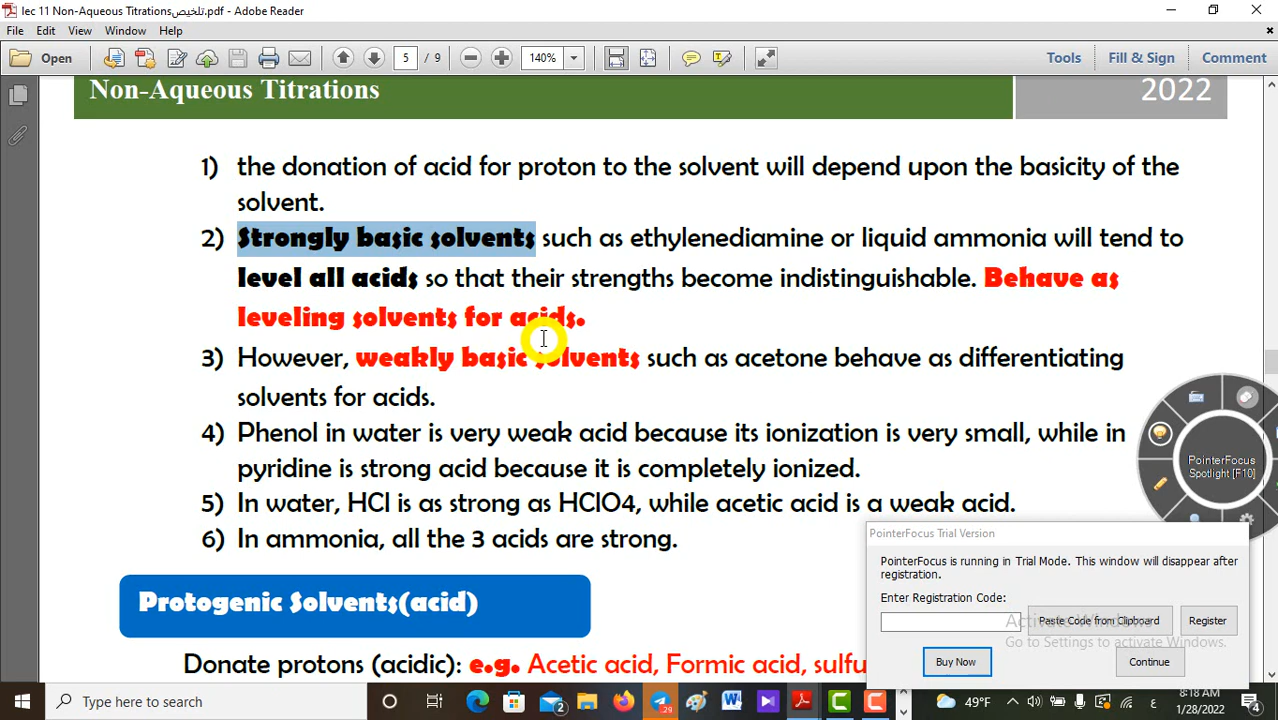 lec 11 Non-Aqueous Titrationsتلخيص.pdf - Adobe Reader
File Edit View Window Help
Open 5 / 9 140% Tools Fill & Sign Comment
Non-Aqueous Titrations 2022
1) the donation of acid for proton to the solvent will depend upon the basicity of the
solvent.
2) Strongly basic solvents such as ethylenediamine or liquid ammonia will tend to
level all acids so that their strengths become indistinguishable. Behave as
leveling solvents for acids.
3) However, weakly basic solvents such as acetone behave as differentiating
solvents for acids.
4) Phenol in water is very weak acid because its ionization is very small, while in
pyridine is strong acid because it is completely ionized.
5) In water, HCl is as strong as HClO4, while acetic acid is a weak acid.
6) In ammonia, all the 3 acids are strong.
Protogenic Solvents(acid)
Donate protons (acidic): e.g. Acetic acid, Formic acid, sulfu
PointerFocus
Spotlight [F10]
PointerFocus Trial Version
PointerFocus is running in Trial Mode. This window will disappear after
registration.
Enter Registration Code:
Paste Code from Clipboard Register
Buy Now Continue
Activate Windows
Go to Settings to activate Windows.
Type here to search
2
29
49°F
ع
8:18 AM
1/28/2022
4